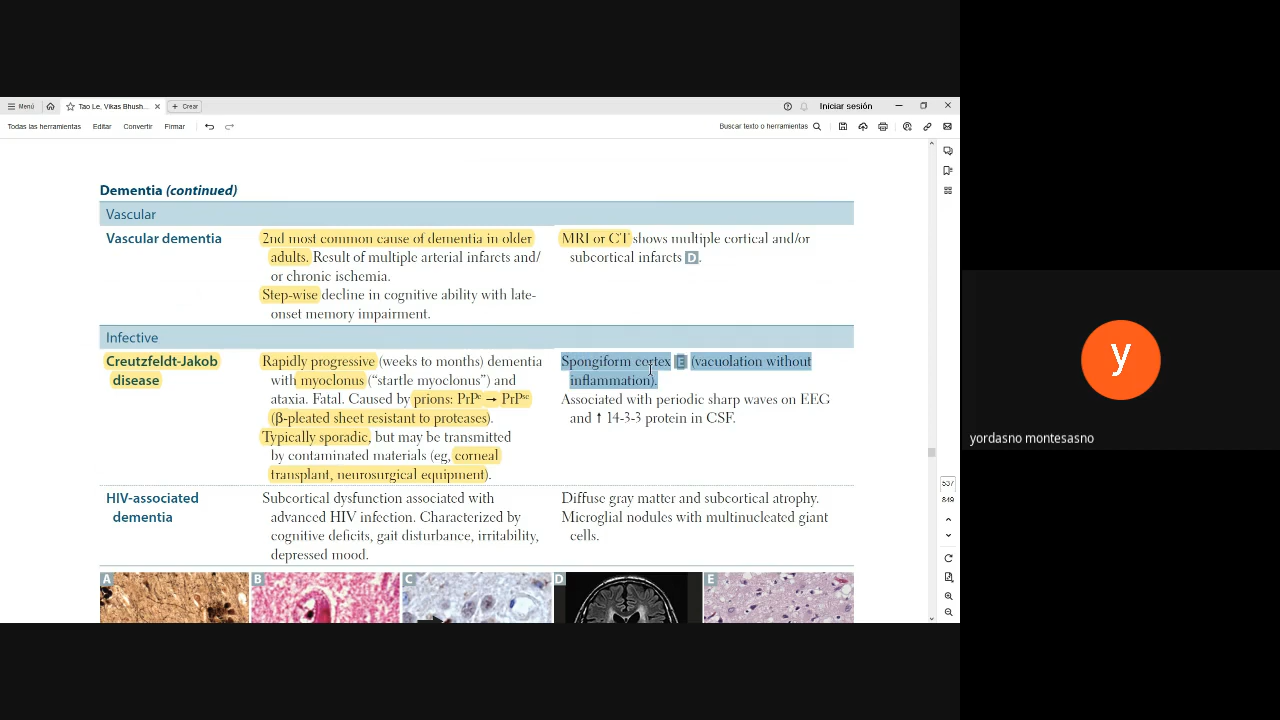 Menú
Tao Le, Vikas Bhush...
Crear
Iniciar sesión
Todas las herramientas
Editar
Convertir
Firmar
Buscar texto o herramientas
Dementia (continued)
Vascular
Vascular dementia
2nd most common cause of dementia in older
adults. Result of multiple arterial infarcts and/
or chronic ischemia.
Step-wise decline in cognitive ability with late-
onset memory impairment.
MRI or CT shows multiple cortical and/or
subcortical infarcts D.
Infective
Creutzfeldt-Jakob
disease
Rapidly progressive (weeks to months) dementia
with myoclonus (“startle myoclonus”) and
ataxia. Fatal. Caused by prions: PrPᶜ → PrPˢᶜ
(β-pleated sheet resistant to proteases).
Typically sporadic, but may be transmitted
by contaminated materials (eg, corneal
transplant, neurosurgical equipment).
Spongiform cortex E (vacuolation without
inflammation).
Associated with periodic sharp waves on EEG
and ↑ 14-3-3 protein in CSF.
HIV-associated
dementia
Subcortical dysfunction associated with
advanced HIV infection. Characterized by
cognitive deficits, gait disturbance, irritability,
depressed mood.
Diffuse gray matter and subcortical atrophy.
Microglial nodules with multinucleated giant
cells.
A
B
C
D
E
537
849
y
yordasno montesasno